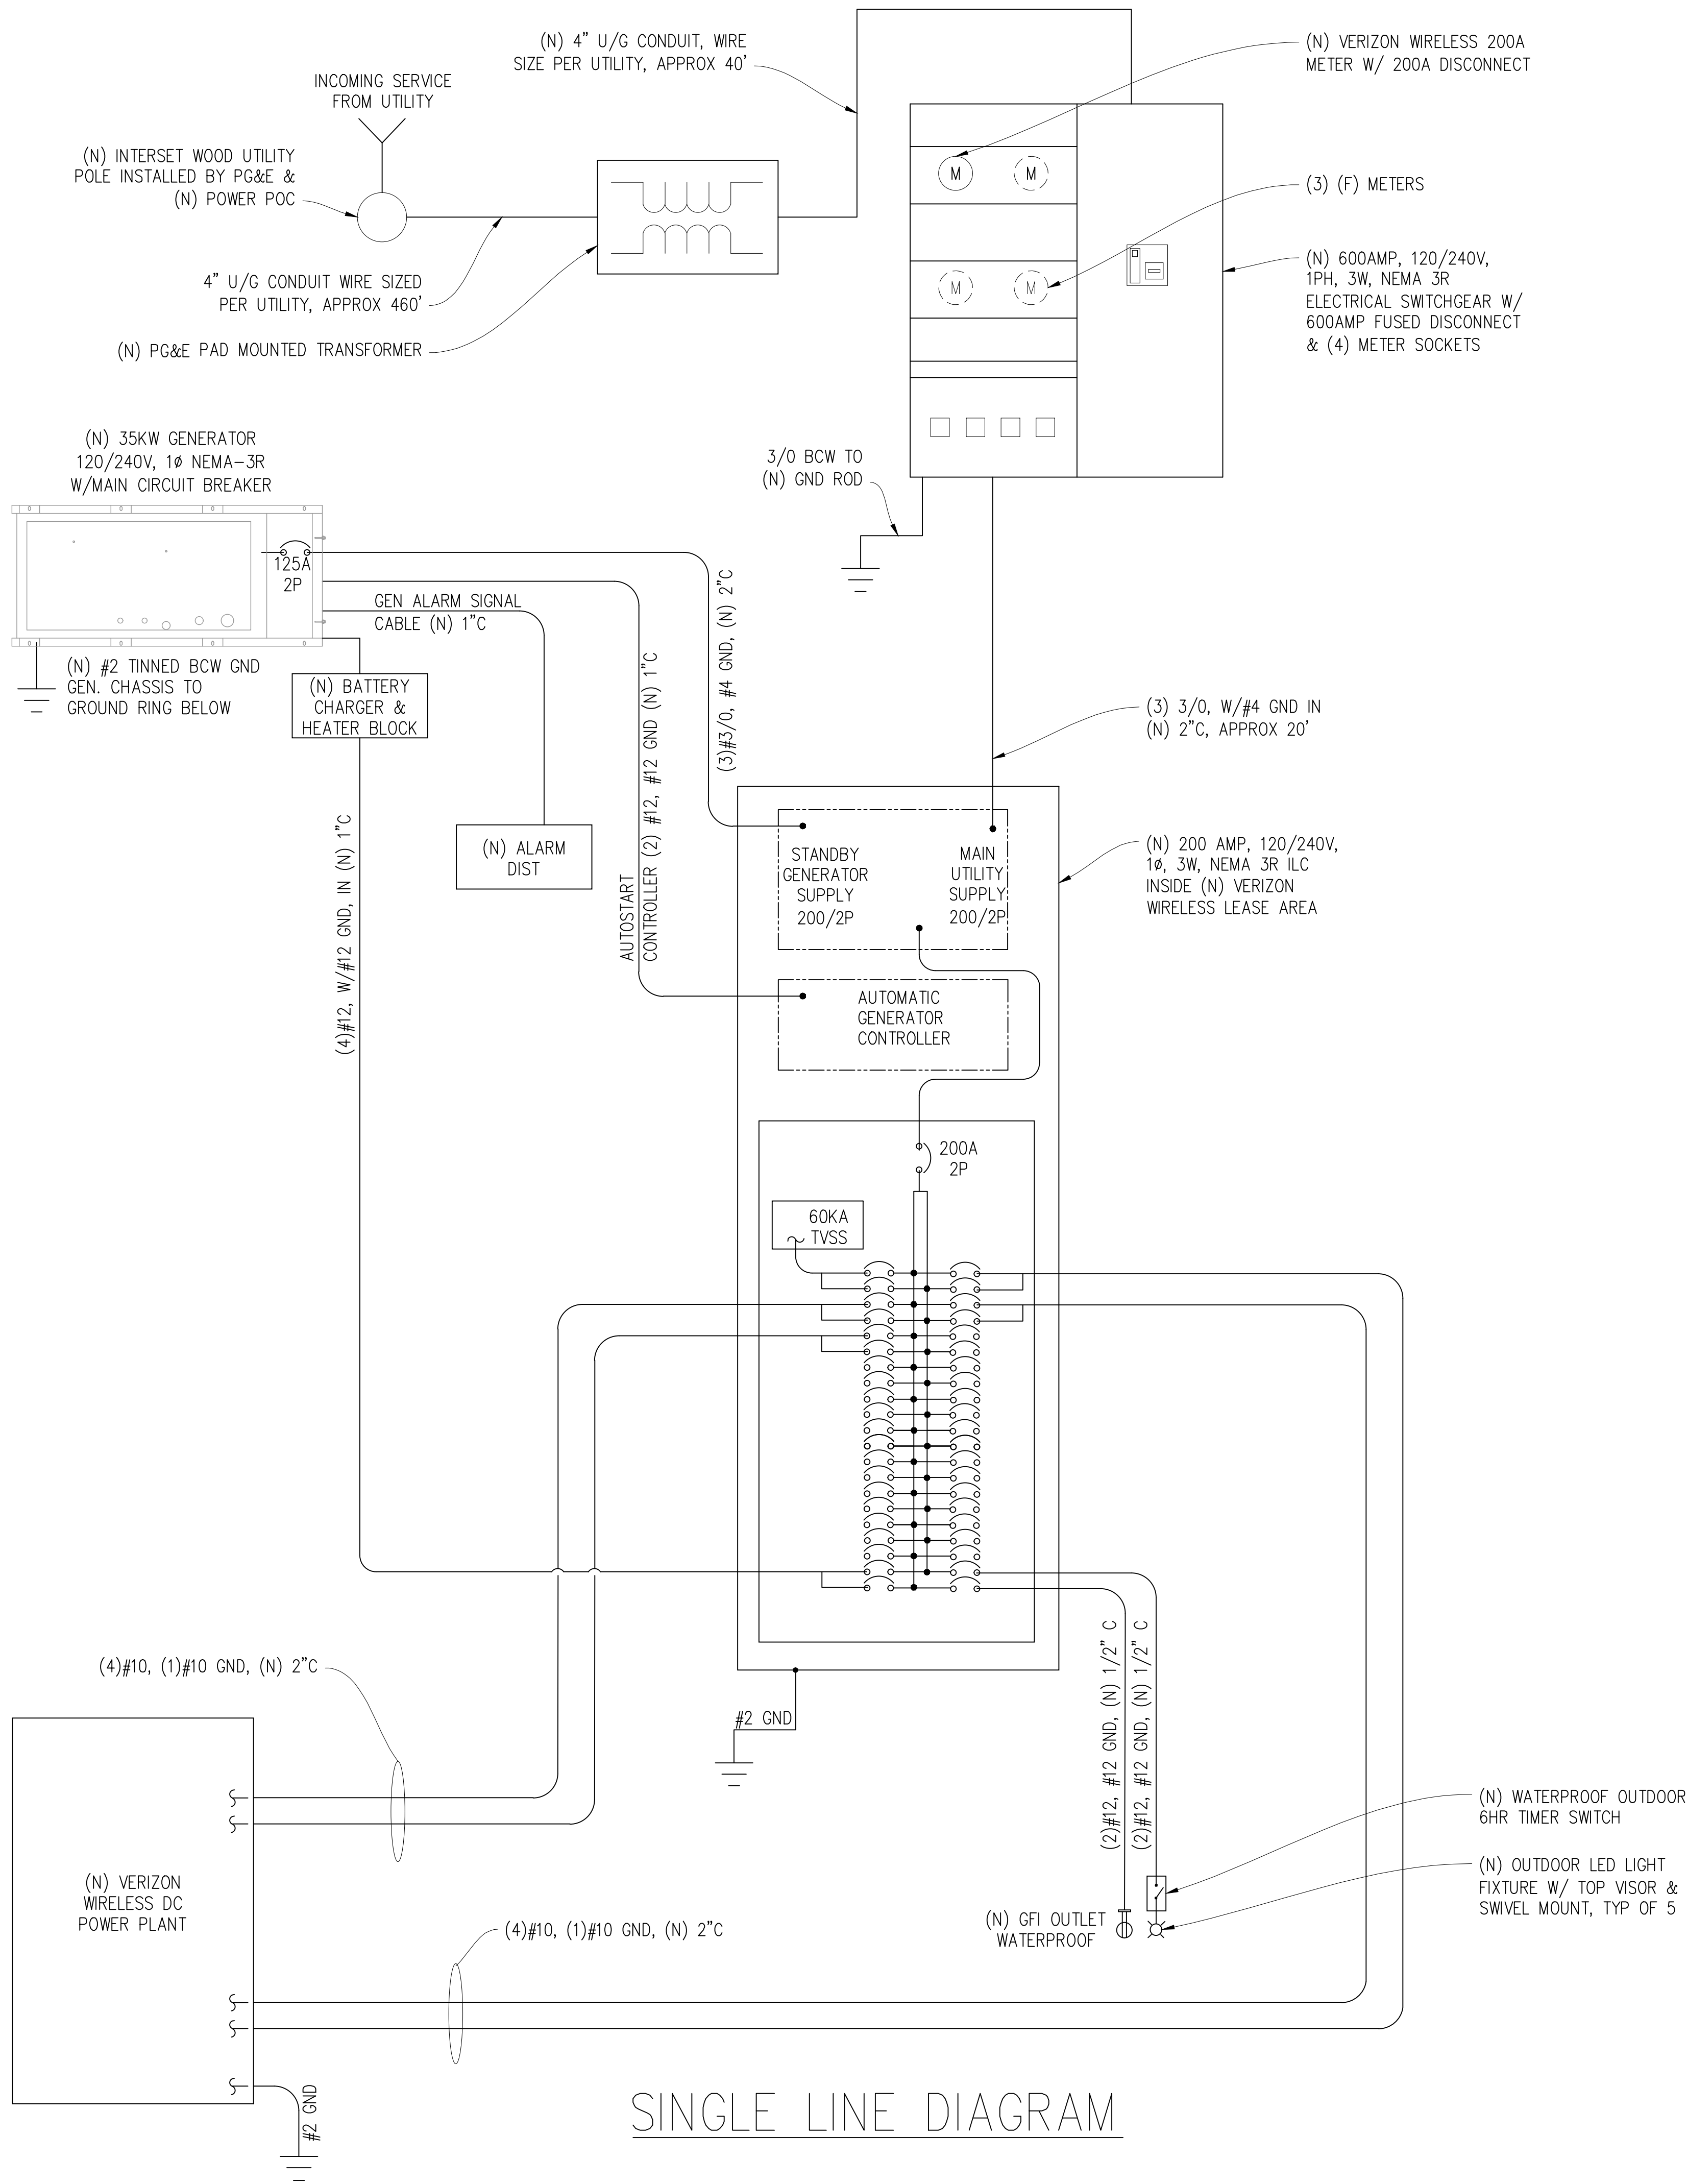 (N) 4" U/G CONDUIT, WIRE
SIZE PER UTILITY, APPROX 40'
(N) VERIZON WIRELESS 200A
METER W/ 200A DISCONNECT
INCOMING SERVICE
FROM UTILITY
(N) INTERSET WOOD UTILITY
POLE INSTALLED BY PG&E &
(N) POWER POC
M
M
(3) (F) METERS
M
M
(N) 600AMP, 120/240V,
1PH, 3W, NEMA 3R
ELECTRICAL SWITCHGEAR W/
600AMP FUSED DISCONNECT
& (4) METER SOCKETS
4" U/G CONDUIT WIRE SIZED
PER UTILITY, APPROX 460'
(N) PG&E PAD MOUNTED TRANSFORMER
(N) 35KW GENERATOR
120/240V, 1ø NEMA-3R
W/MAIN CIRCUIT BREAKER
3/0 BCW TO
(N) GND ROD
125A
2P
GEN ALARM SIGNAL
CABLE (N) 1"C
(N) #2 TINNED BCW GND
GEN. CHASSIS TO
GROUND RING BELOW
(N) BATTERY
CHARGER &
HEATER BLOCK
(3)#3/0, #4 GND, (N) 2"C
AUTOSTART
CONTROLLER (2) #12, #12 GND (N) 1"C
(3) 3/0, W/#4 GND IN
(N) 2"C, APPROX 20'
(4)#12, W/#12 GND, IN (N) 1"C
(N) ALARM
DIST
STANDBY
GENERATOR
SUPPLY
200/2P
MAIN
UTILITY
SUPPLY
200/2P
(N) 200 AMP, 120/240V,
1ø, 3W, NEMA 3R ILC
INSIDE (N) VERIZON
WIRELESS LEASE AREA
AUTOMATIC
GENERATOR
CONTROLLER
200A
2P
60KA
TVSS
(4)#10, (1)#10 GND, (N) 2"C
#2 GND
(2)#12, #12 GND, (N) 1/2" C
(2)#12, #12 GND, (N) 1/2" C
(N) WATERPROOF OUTDOOR
6HR TIMER SWITCH
(N) OUTDOOR LED LIGHT
FIXTURE W/ TOP VISOR &
SWIVEL MOUNT, TYP OF 5
(N) VERIZON
WIRELESS DC
POWER PLANT
(N) GFI OUTLET
WATERPROOF
(4)#10, (1)#10 GND, (N) 2"C
#2 GND
SINGLE LINE DIAGRAM